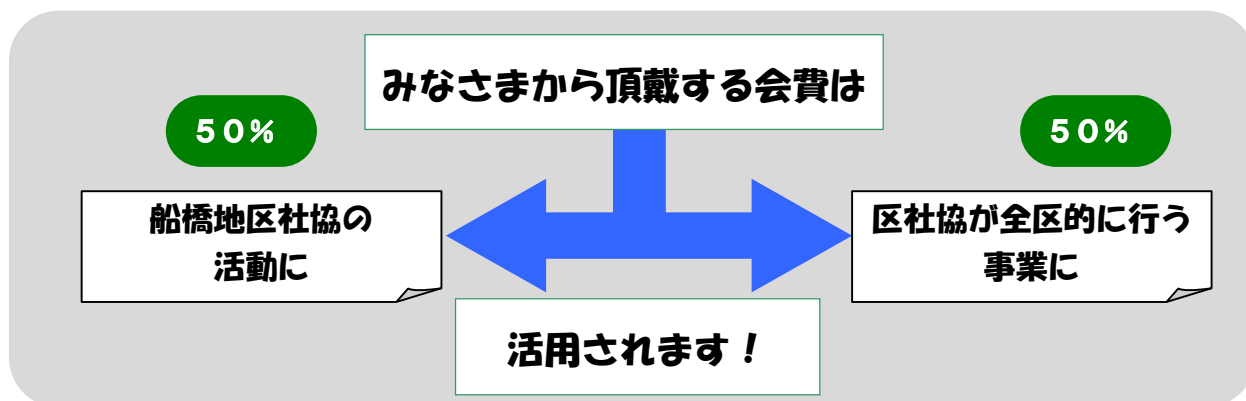 みなさまから頂戴する会費は
50%
50%
船橋地区社協の
活動に
区社協が全区的に行う
事業に
活用されます！